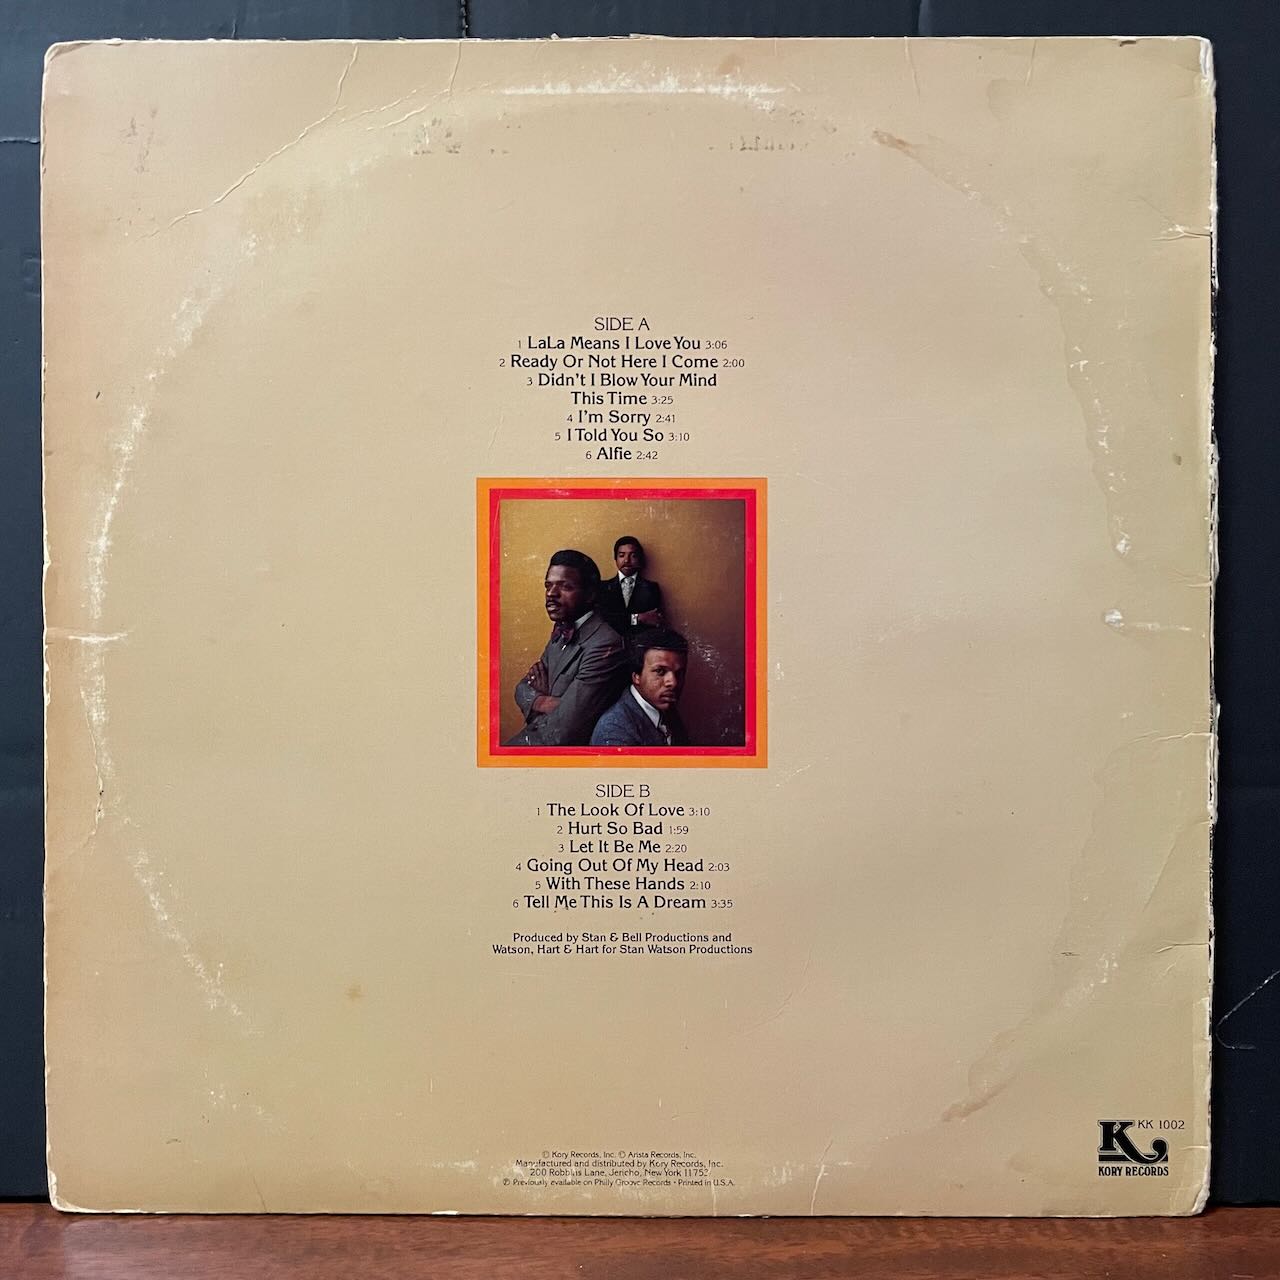 SIDE A
1 LaLa Means I Love You 3:06
2 Ready Or Not Here I Come 2:00
3 Didn't I Blow Your Mind
This Time 3:25
4 I'm Sorry 2:41
5 I Told You So 3:10
6 Alfie 2:42
SIDE B
1 The Look Of Love 3:10
2 Hurt So Bad 1:59
3 Let It Be Me 2:20
4 Going Out Of My Head 2:03
5 With These Hands 2:10
6 Tell Me This Is A Dream 3:35
Produced by Stan & Bell Productions and
Watson, Hart & Hart for Stan Watson Productions
K KK 1002
KORY RECORDS
© Kory Records, Inc. ℗ Arista Records, Inc.
Manufactured and distributed by Kory Records, Inc.
200 Robbins Lane, Jericho, New York 11753
℗ Previously available on Philly Groove Records • Printed in U.S.A.